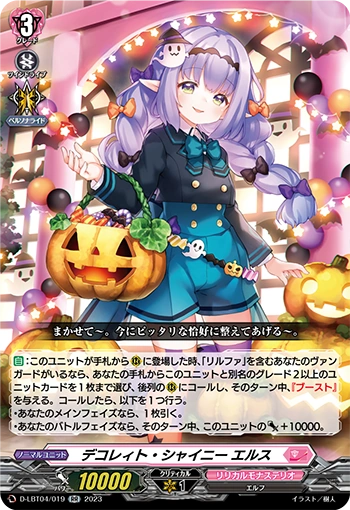 3
グレード
ツインドライブ
ペルソナライド
まかせて~。今にピッタリな恰好に整えてあげる~。
自:このユニットが手札からRに登場した時、「リルファ」を含むあなたのヴァン
ガードがいるなら、あなたの手札からこのユニットと別名のグレード2以上のユ
ニットカードを1枚まで選び、後列のRにコールし、そのターン中、『ブースト』
を与える。コールしたら、以下を1つ行う。
・あなたのメインフェイズなら、1枚引く。
・あなたのバトルフェイズなら、そのターン中、このユニットの+10000。
ノーマルユニット
デコレィト・シャイニー エルス
パワー
10000
クリティカル
1
リリカルモナステリオ
エルフ
D-LBT04/019 RR 2023
イラスト/樹人